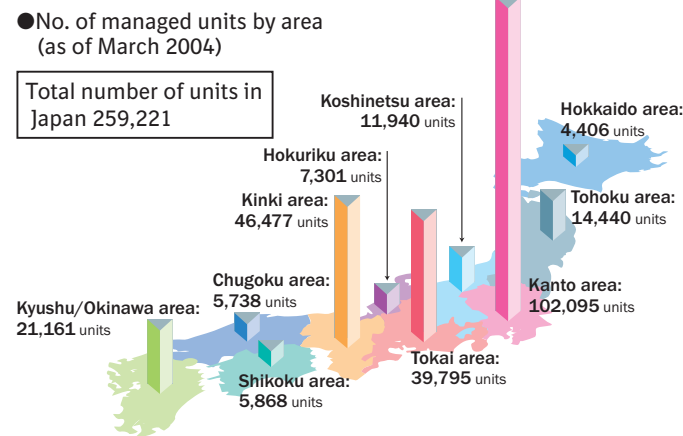 ●No. of managed units by area
(as of March 2004)
Total number of units in
Japan 259,221
Koshinetsu area:
11,940 units
Hokkaido area:
4,406 units
Hokuriku area:
7,301 units
Kinki area:
46,477 units
Tohoku area:
14,440 units
Chugoku area:
5,738 units
Kanto area:
102,095 units
Kyushu/Okinawa area:
21,161 units
Tokai area:
39,795 units
Shikoku area:
5,868 units